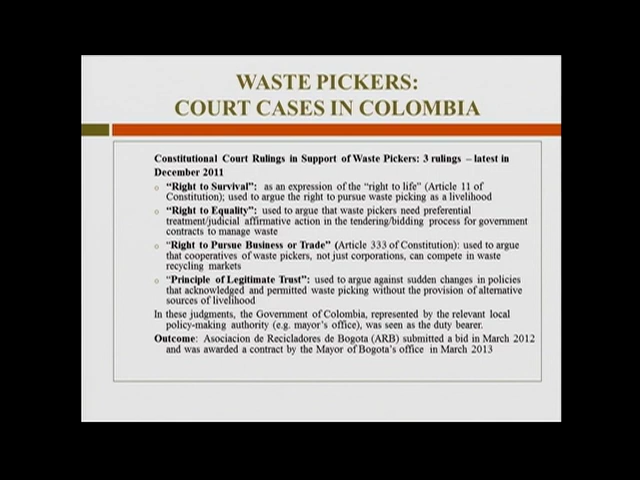 WASTE PICKERS:
COURT CASES IN COLOMBIA
Constitutional Court Rulings in Support of Waste Pickers: 3 rulings – latest in
December 2011
"Right to Survival": as an expression of the "right to life" (Article 11 of
Constitution); used to argue the right to pursue waste picking as a livelihood
"Right to Equality": used to argue that waste pickers need preferential
treatment/judicial affirmative action in the tendering/bidding process for government
contracts to manage waste
"Right to Pursue Business or Trade" (Article 333 of Constitution): used to argue
that cooperatives of waste pickers, not just corporations, can compete in waste
recycling markets
"Principle of Legitimate Trust": used to argue against sudden changes in policies
that acknowledged and permitted waste picking without the provision of alternative
sources of livelihood
In these judgments, the Government of Colombia, represented by the relevant local
policy-making authority (e.g. mayor's office), was seen as the duty bearer.
Outcome: Asociacion de Recicladores de Bogota (ARB) submitted a bid in March 2012
and was awarded a contract by the Mayor of Bogota's office in March 2013